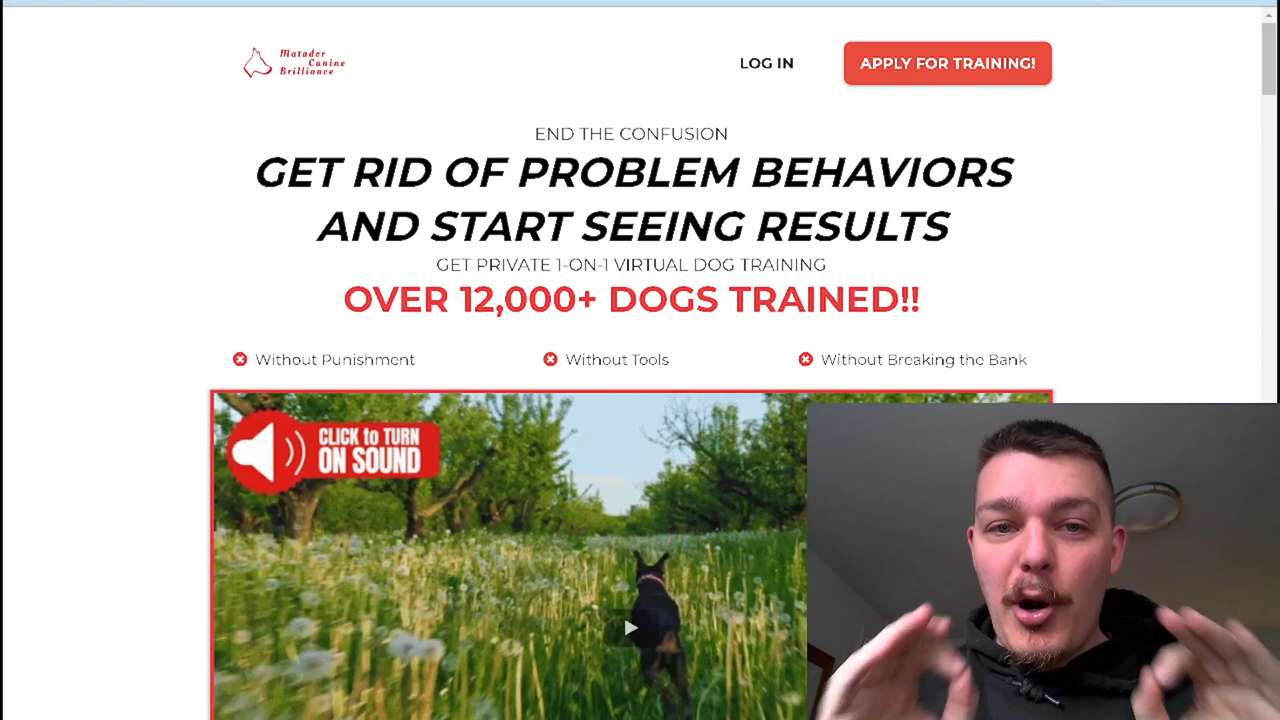 Matador
Canine
Brilliance
LOG IN
APPLY FOR TRAINING!
END THE CONFUSION
GET RID OF PROBLEM BEHAVIORS
AND START SEEING RESULTS
GET PRIVATE 1-ON-1 VIRTUAL DOG TRAINING
OVER 12,000+ DOGS TRAINED!!
Without Punishment
Without Tools
Without Breaking the Bank
CLICK to TURN
ON SOUND